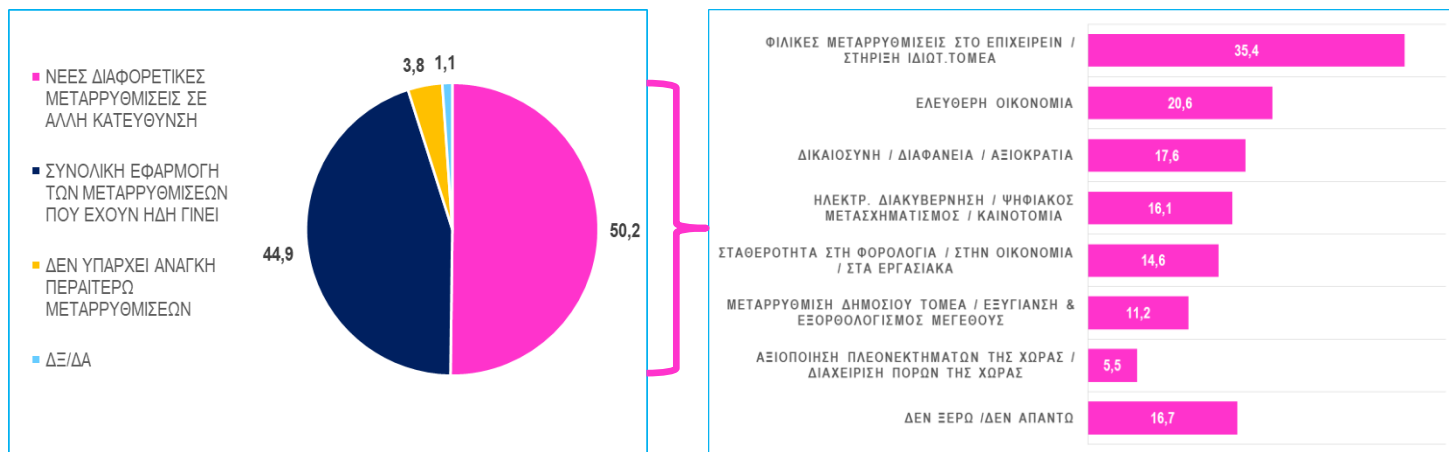 ΝΕΕΣ ΔΙΑΦΟΡΕΤΙΚΕΣ
ΜΕΤΑΡΡΥΘΜΙΣΕΙΣ ΣΕ
ΑΛΛΗ ΚΑΤΕΥΘΥΝΣΗ
ΣΥΝΟΛΙΚΗ ΕΦΑΡΜΟΓΗ
ΤΩΝ ΜΕΤΑΡΡΥΘΜΙΣΕΩΝ
ΠΟΥ ΕΧΟΥΝ ΗΔΗ ΓΙΝΕΙ
ΔΕΝ ΥΠΑΡΧΕΙ ΑΝΑΓΚΗ
ΠΕΡΑΙΤΕΡΩ
ΜΕΤΑΡΡΥΘΜΙΣΕΩΝ
ΔΞ/ΔΑ
3,8
1,1
50,2
44,9
ΦΙΛΙΚΕΣ ΜΕΤΑΡΡΥΘΜΙΣΕΙΣ ΣΤΟ ΕΠΙΧΕΙΡΕΙΝ /
ΣΤΗΡΙΞΗ ΙΔΙΩΤ.ΤΟΜΕΑ
35,4
ΕΛΕΥΘΕΡΗ ΟΙΚΟΝΟΜΙΑ
20,6
ΔΙΚΑΙΟΣΥΝΗ / ΔΙΑΦΑΝΕΙΑ / ΑΞΙΟΚΡΑΤΙΑ
17,6
ΗΛΕΚΤΡ. ΔΙΑΚΥΒΕΡΝΗΣΗ / ΨΗΦΙΑΚΟΣ
ΜΕΤΑΣΧΗΜΑΤΙΣΜΟΣ / ΚΑΙΝΟΤΟΜΙΑ
16,1
ΣΤΑΘΕΡΟΤΗΤΑ ΣΤΗ ΦΟΡΟΛΟΓΙΑ / ΣΤΗΝ ΟΙΚΟΝΟΜΙΑ
/ ΣΤΑ ΕΡΓΑΣΙΑΚΑ
14,6
ΜΕΤΑΡΡΥΘΜΙΣΗ ΔΗΜΟΣΙΟΥ ΤΟΜΕΑ / ΕΞΥΓΙΑΝΣΗ &
ΕΞΟΡΘΟΛΟΓΙΣΜΟΣ ΜΕΓΕΘΟΥΣ
11,2
ΑΞΙΟΠΟΙΗΣΗ ΠΛΕΟΝΕΚΤΗΜΑΤΩΝ ΤΗΣ ΧΩΡΑΣ /
ΔΙΑΧΕΙΡΙΣΗ ΠΟΡΩΝ ΤΗΣ ΧΩΡΑΣ
5,5
ΔΕΝ ΞΕΡΩ /ΔΕΝ ΑΠΑΝΤΩ
16,7